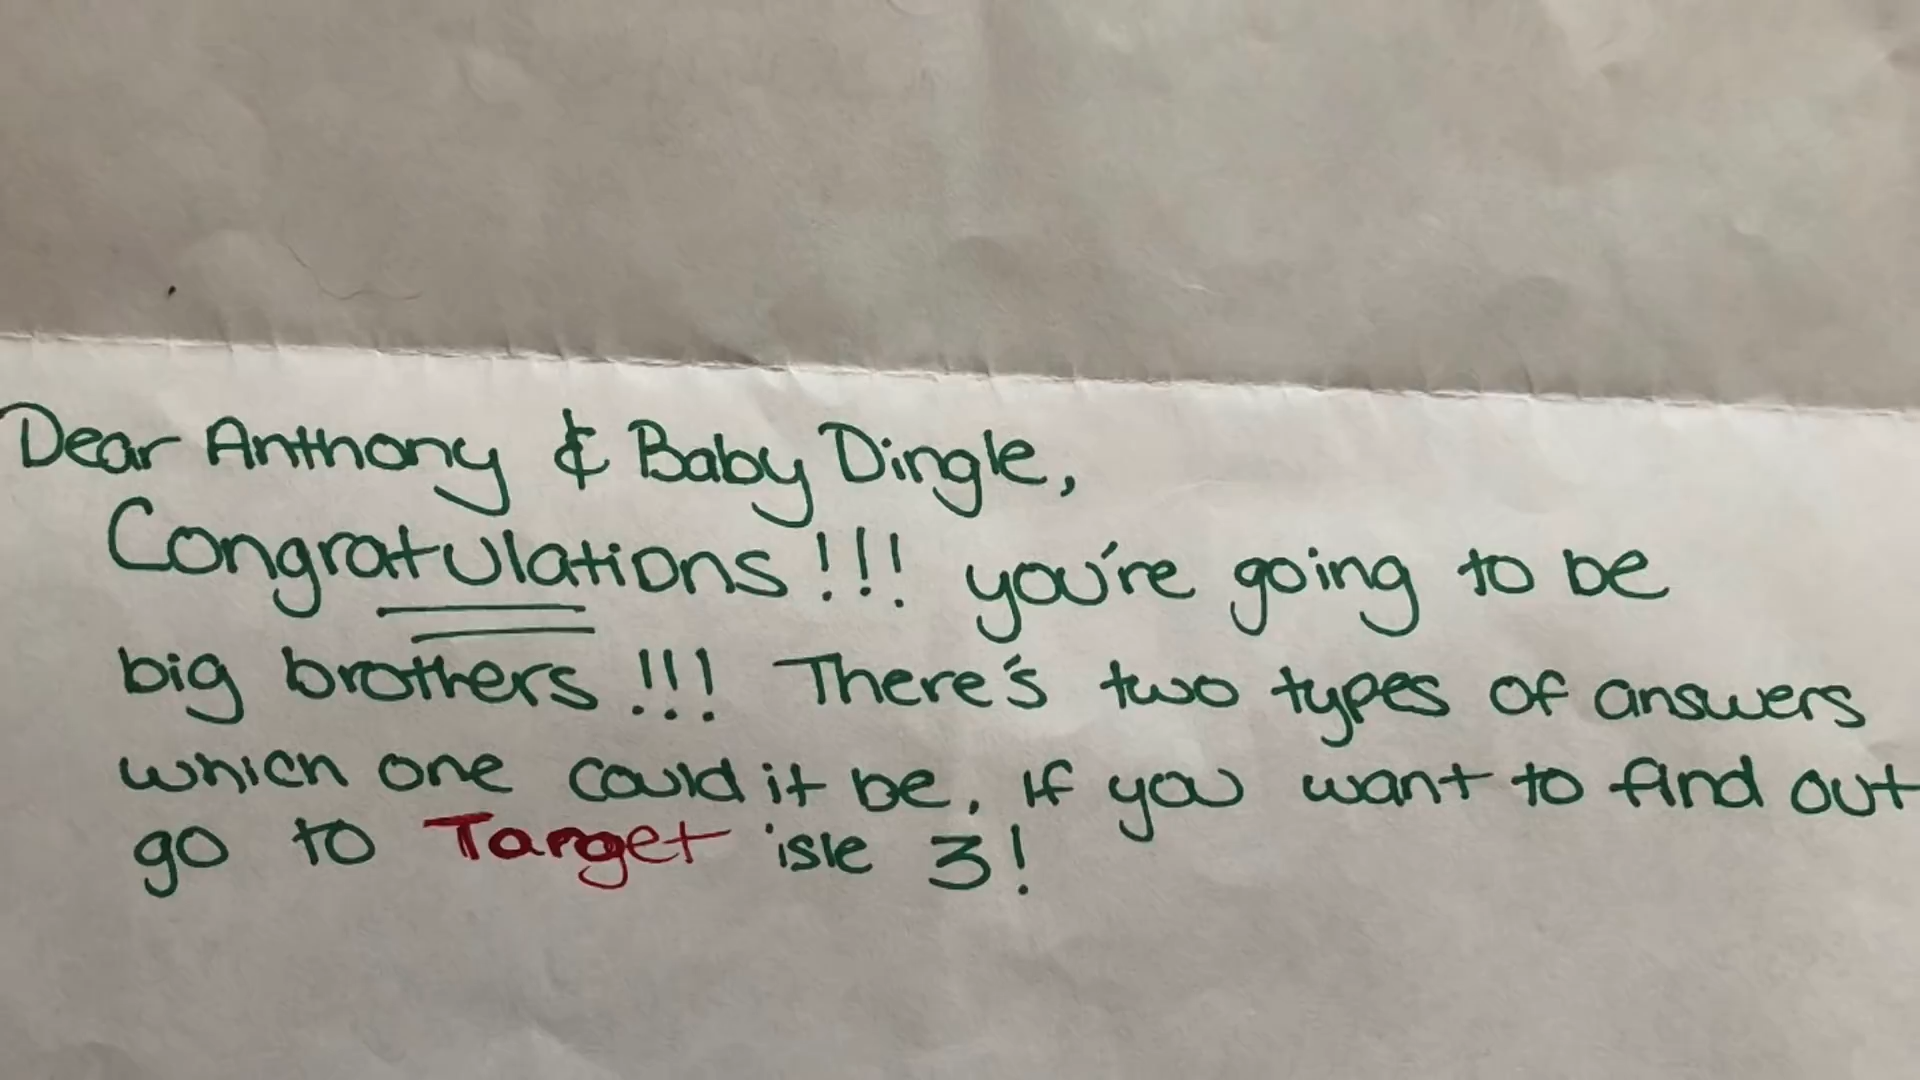 Dear Anthony & Baby Dingle,
Congratulations!!! you're going to be
big brothers!!! There's two types of answers
which one could it be. If you want to find out
go to Target isle 3!